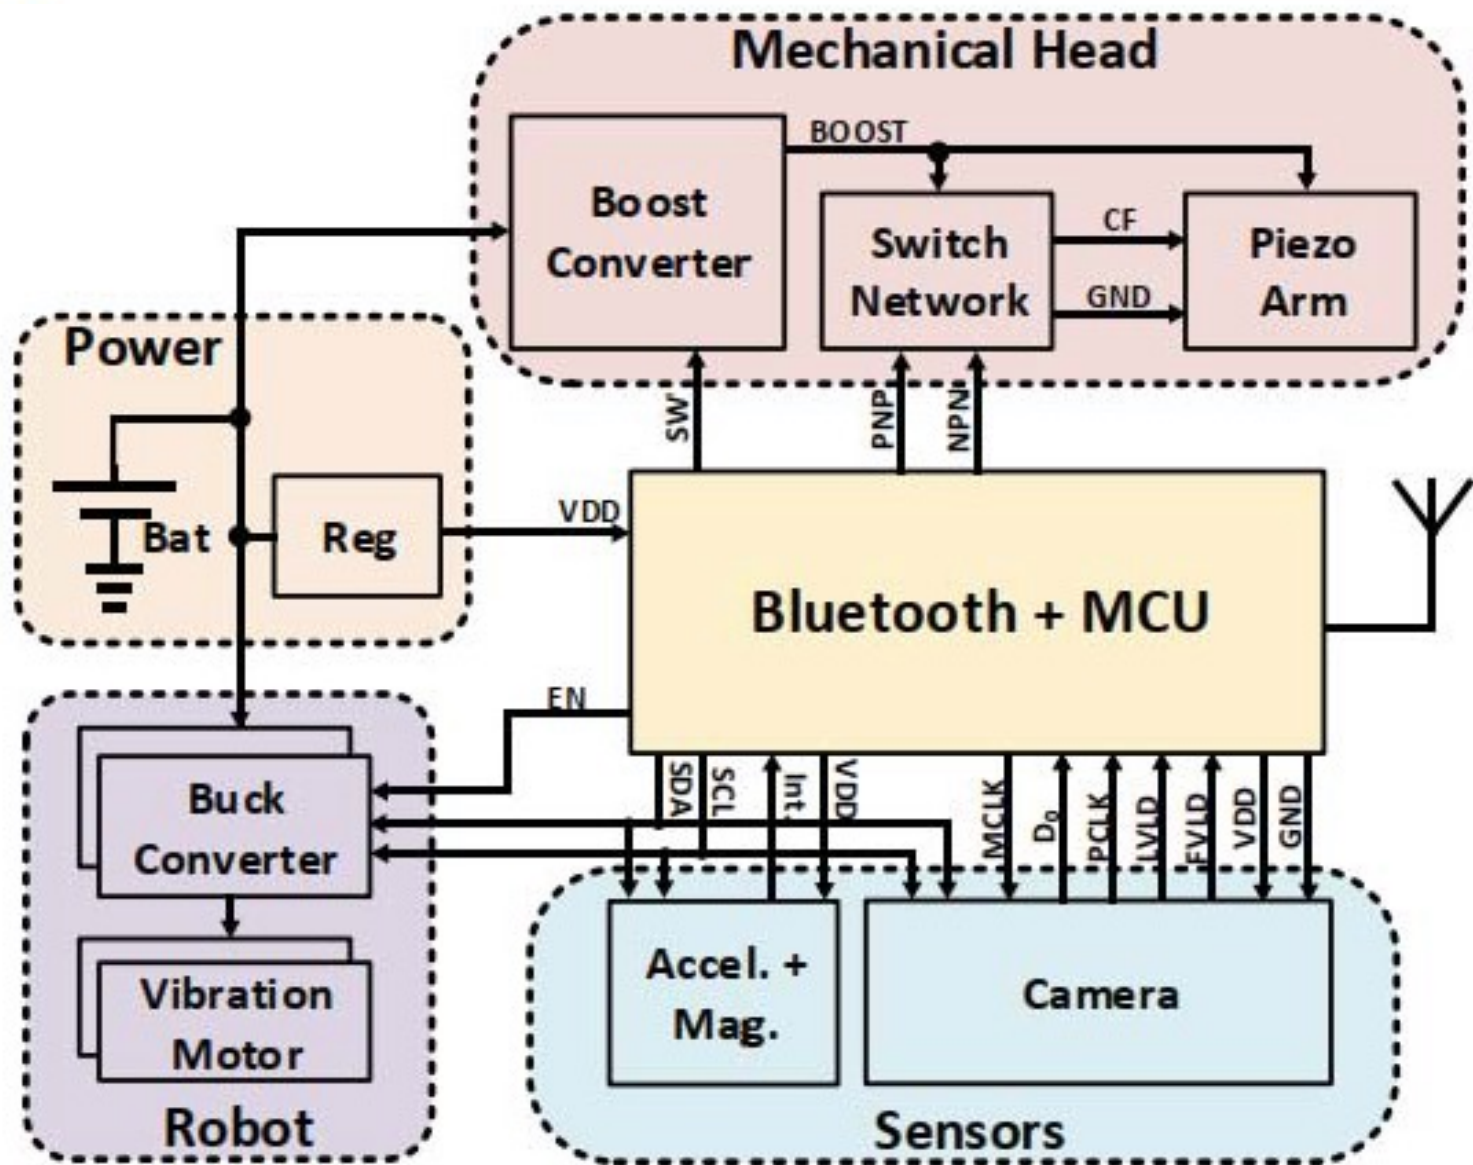 Mechanical Head
BOOST
Boost
Converter
Switch
Network
CF
GND
Piezo
Arm
Power
SW
PNP
NPN
Bat
Reg
VDD
Bluetooth + MCU
EN
SDA
SCL
Int.
VDD
MCLK
D₀
PCLK
LVLD
FVLD
VDD
GND
Buck
Converter
Vibration
Motor
Robot
Accel. +
Mag.
Camera
Sensors